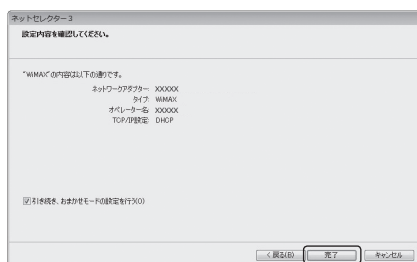 ネットセレクター3
設定内容を確認してください。
"WiMAX"の内容は以下の通りです。
ネットワークアダプター: XXXXX
タイプ: WiMAX
オペレーター名: XXXXX
TCP/IP設定: DHCP
引き続き、おまかせモードの設定を行う(O)
< 戻る(B) 完了 キャンセル